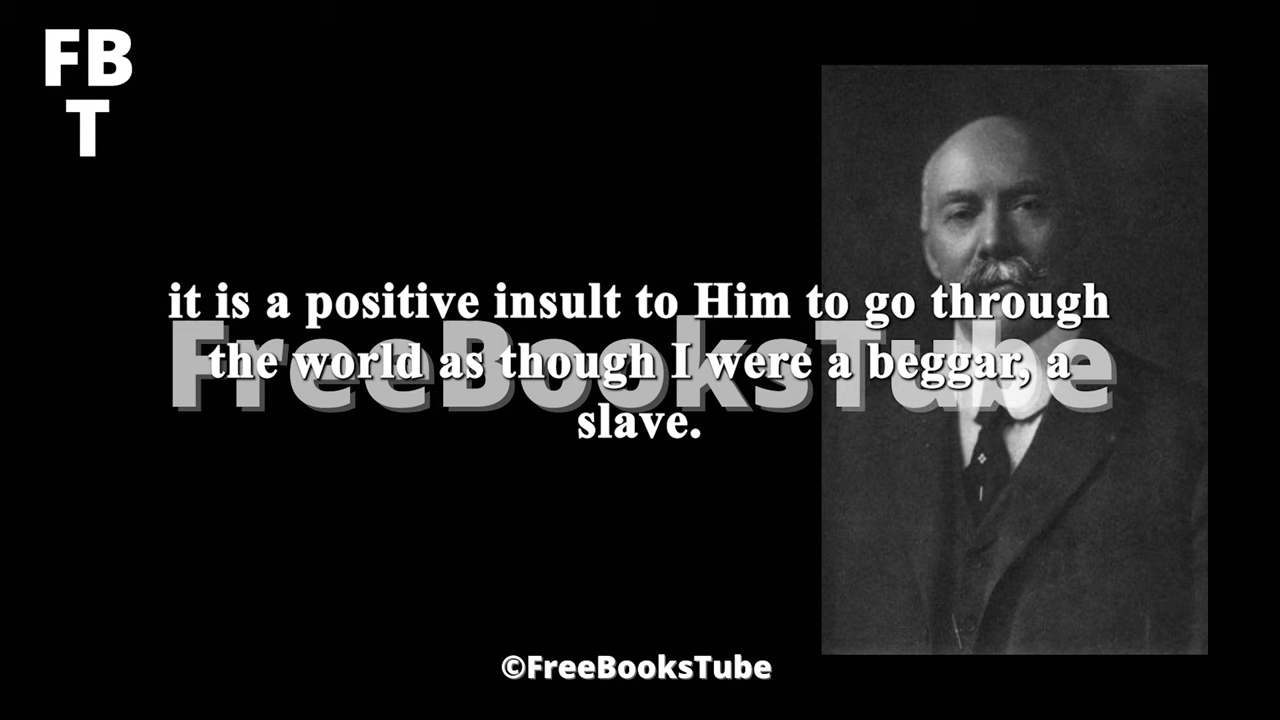 FB
T
it is a positive insult to Him to go through
FreeBooksTube
the world as though I were a beggar, a
slave.
©FreeBooksTube